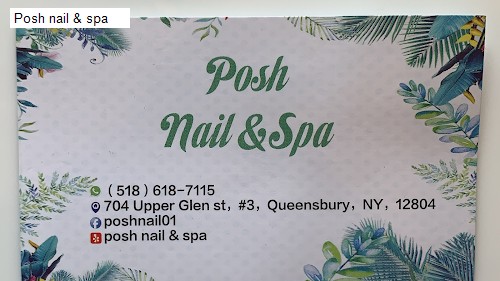 Posh nail & spa
Posh
Nail & Spa
(518) 618-7115
704 Upper Glen st, #3, Queensbury, NY, 12804
poshnail01
posh nail & spa